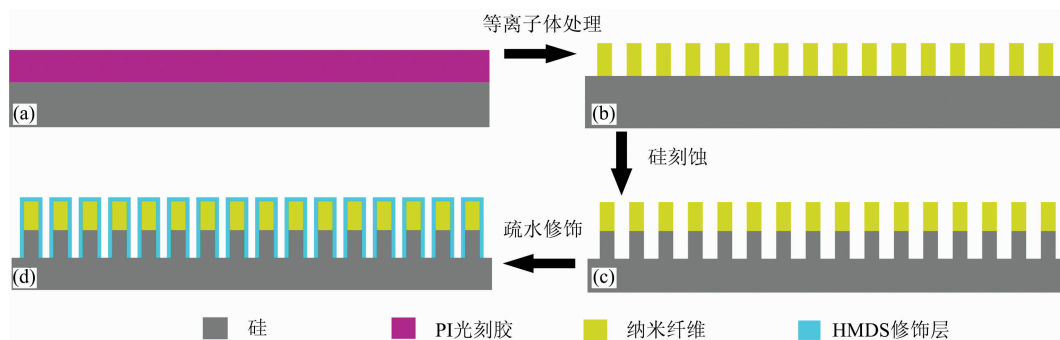 等离子体处理
(a)
(b)
硅刻蚀
疏水修饰
(d)
(c)
硅
PI光刻胶
纳米纤维
HMDS修饰层